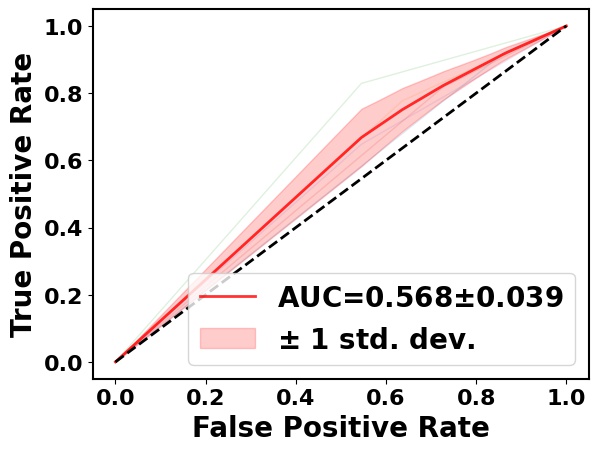 True Positive Rate
1.0
0.8
0.6
0.4
0.2
0.0
AUC=0.568±0.039
± 1 std. dev.
0.0 0.2 0.4 0.6 0.8 1.0
False Positive Rate